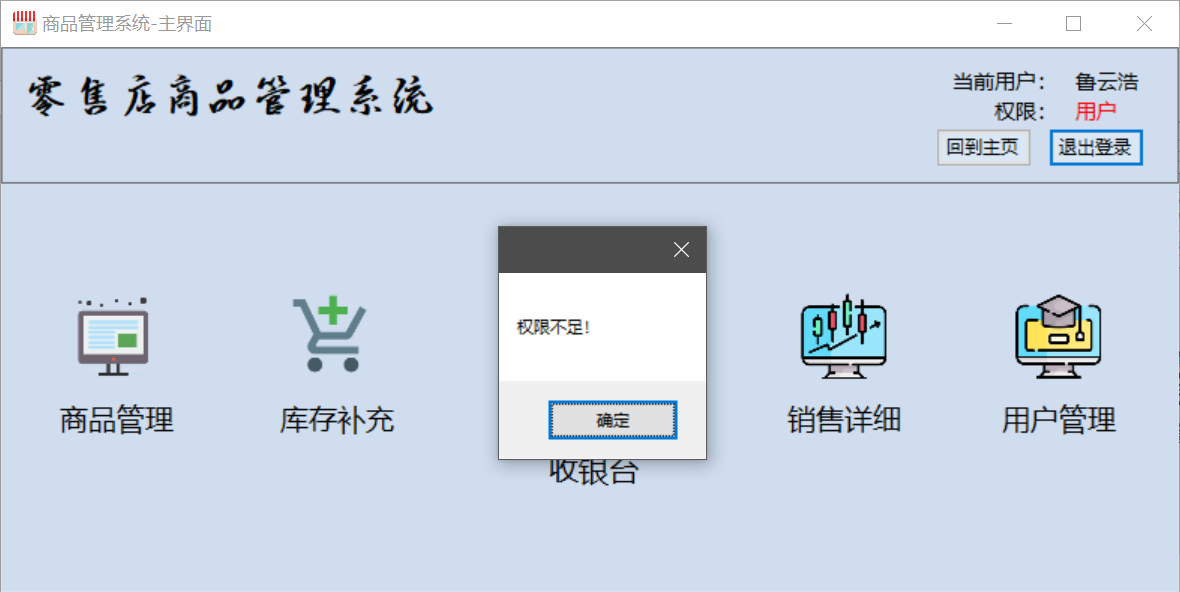 商品管理系统-主界面
零售店商品管理系统
当前用户： 鲁云浩
权限： 用户
回到主页 退出登录
权限不足!
确定
商品管理 库存补充 销售详细 用户管理
收银台